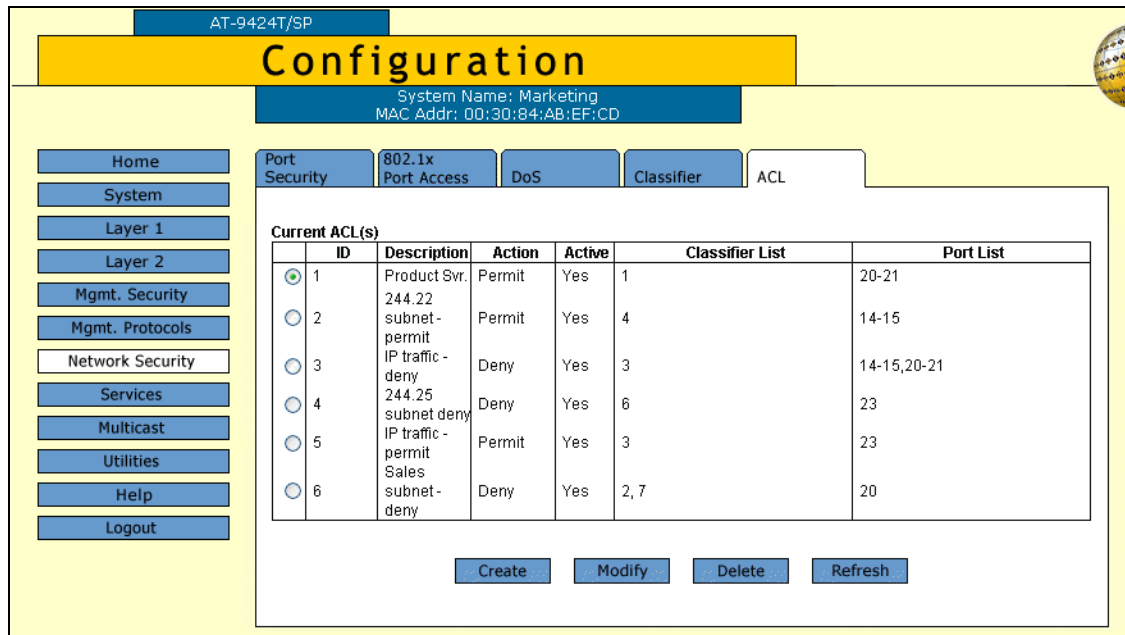 AT-9424T/SP
Configuration
System Name: Marketing
MAC Addr: 00:30:84:AB:EF:CD
Home
System
Layer 1
Layer 2
Mgmt. Security
Mgmt. Protocols
Network Security
Services
Multicast
Utilities
Help
Logout
Port Security
802.1x Port Access
DoS
Classifier
ACL
Current ACL(s)
ID Description Action Active Classifier List Port List
1 Product Svr. Permit Yes 1 20-21
2 244.22 subnet - permit Permit Yes 4 14-15
3 IP traffic - deny Deny Yes 3 14-15,20-21
4 244.25 subnet deny Deny Yes 6 23
5 IP traffic - permit Permit Yes 3 23
6 Sales subnet - deny Deny Yes 2, 7 20
Create Modify Delete Refresh